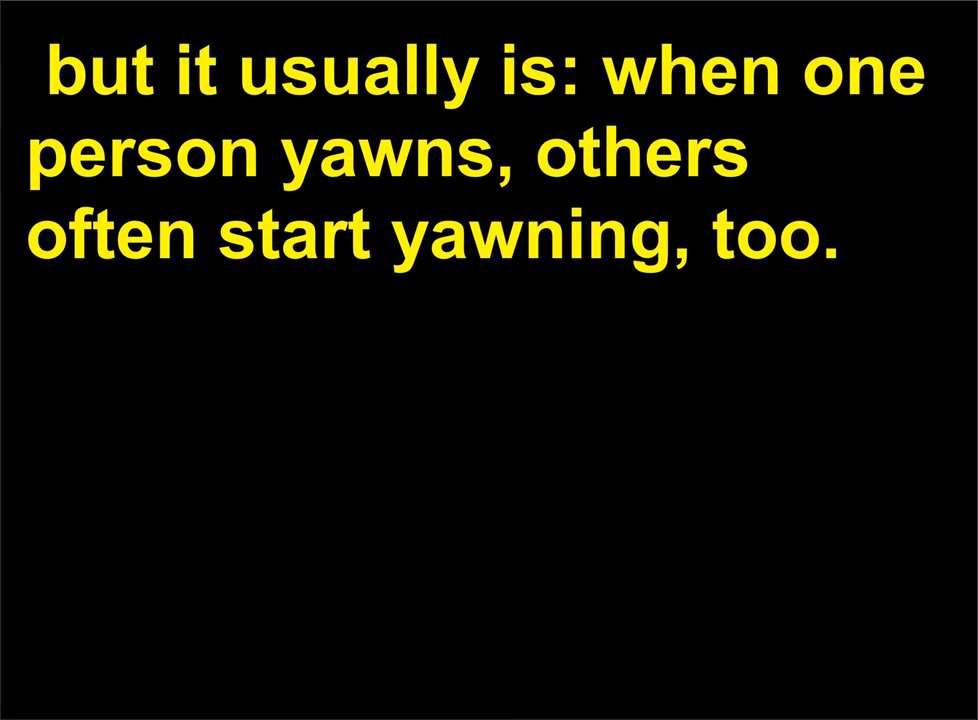 but it usually is: when one
person yawns, others
often start yawning, too.